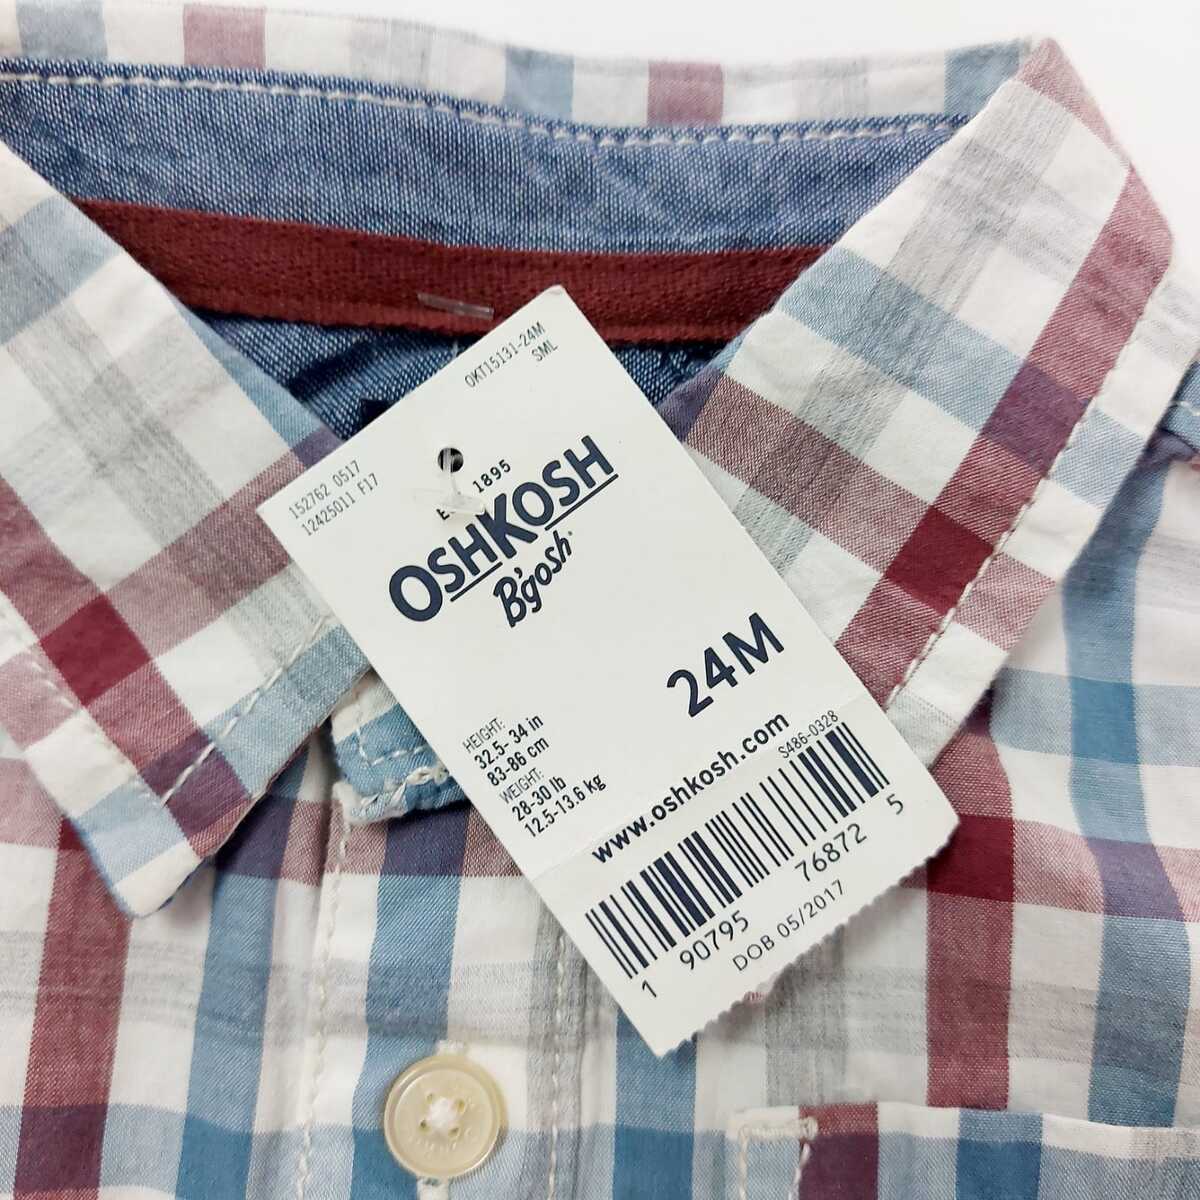 OKT15131-24M
SML
152762 0517
12425011 F17
1895
OSHKOSH
B'gosh
24M
HEIGHT:
32.5- 34 in
83-86 cm
WEIGHT:
28-30 lb
12.5-13.6 kg
www.oshkosh.com
S486-0328
1 90795 76872 5
DOB 05/2017